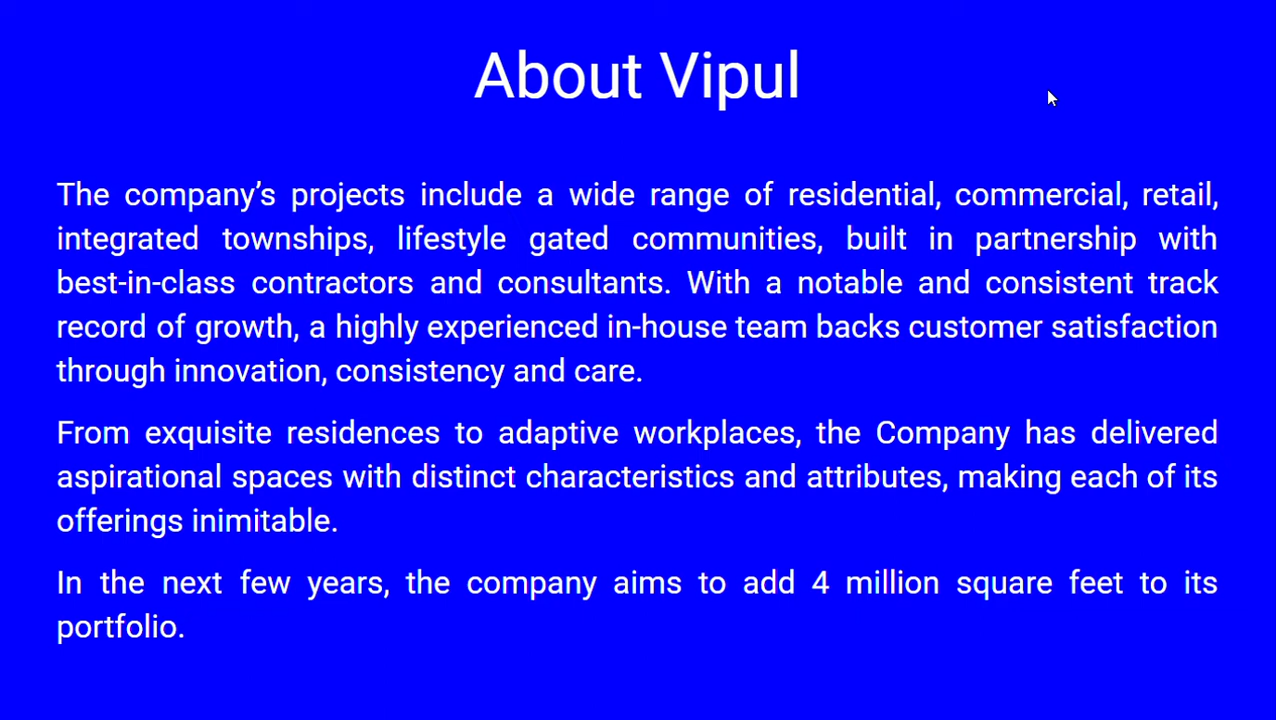 About Vipul
The company’s projects include a wide range of residential, commercial, retail,
integrated townships, lifestyle gated communities, built in partnership with
best-in-class contractors and consultants. With a notable and consistent track
record of growth, a highly experienced in-house team backs customer satisfaction
through innovation, consistency and care.
From exquisite residences to adaptive workplaces, the Company has delivered
aspirational spaces with distinct characteristics and attributes, making each of its
offerings inimitable.
In the next few years, the company aims to add 4 million square feet to its
portfolio.